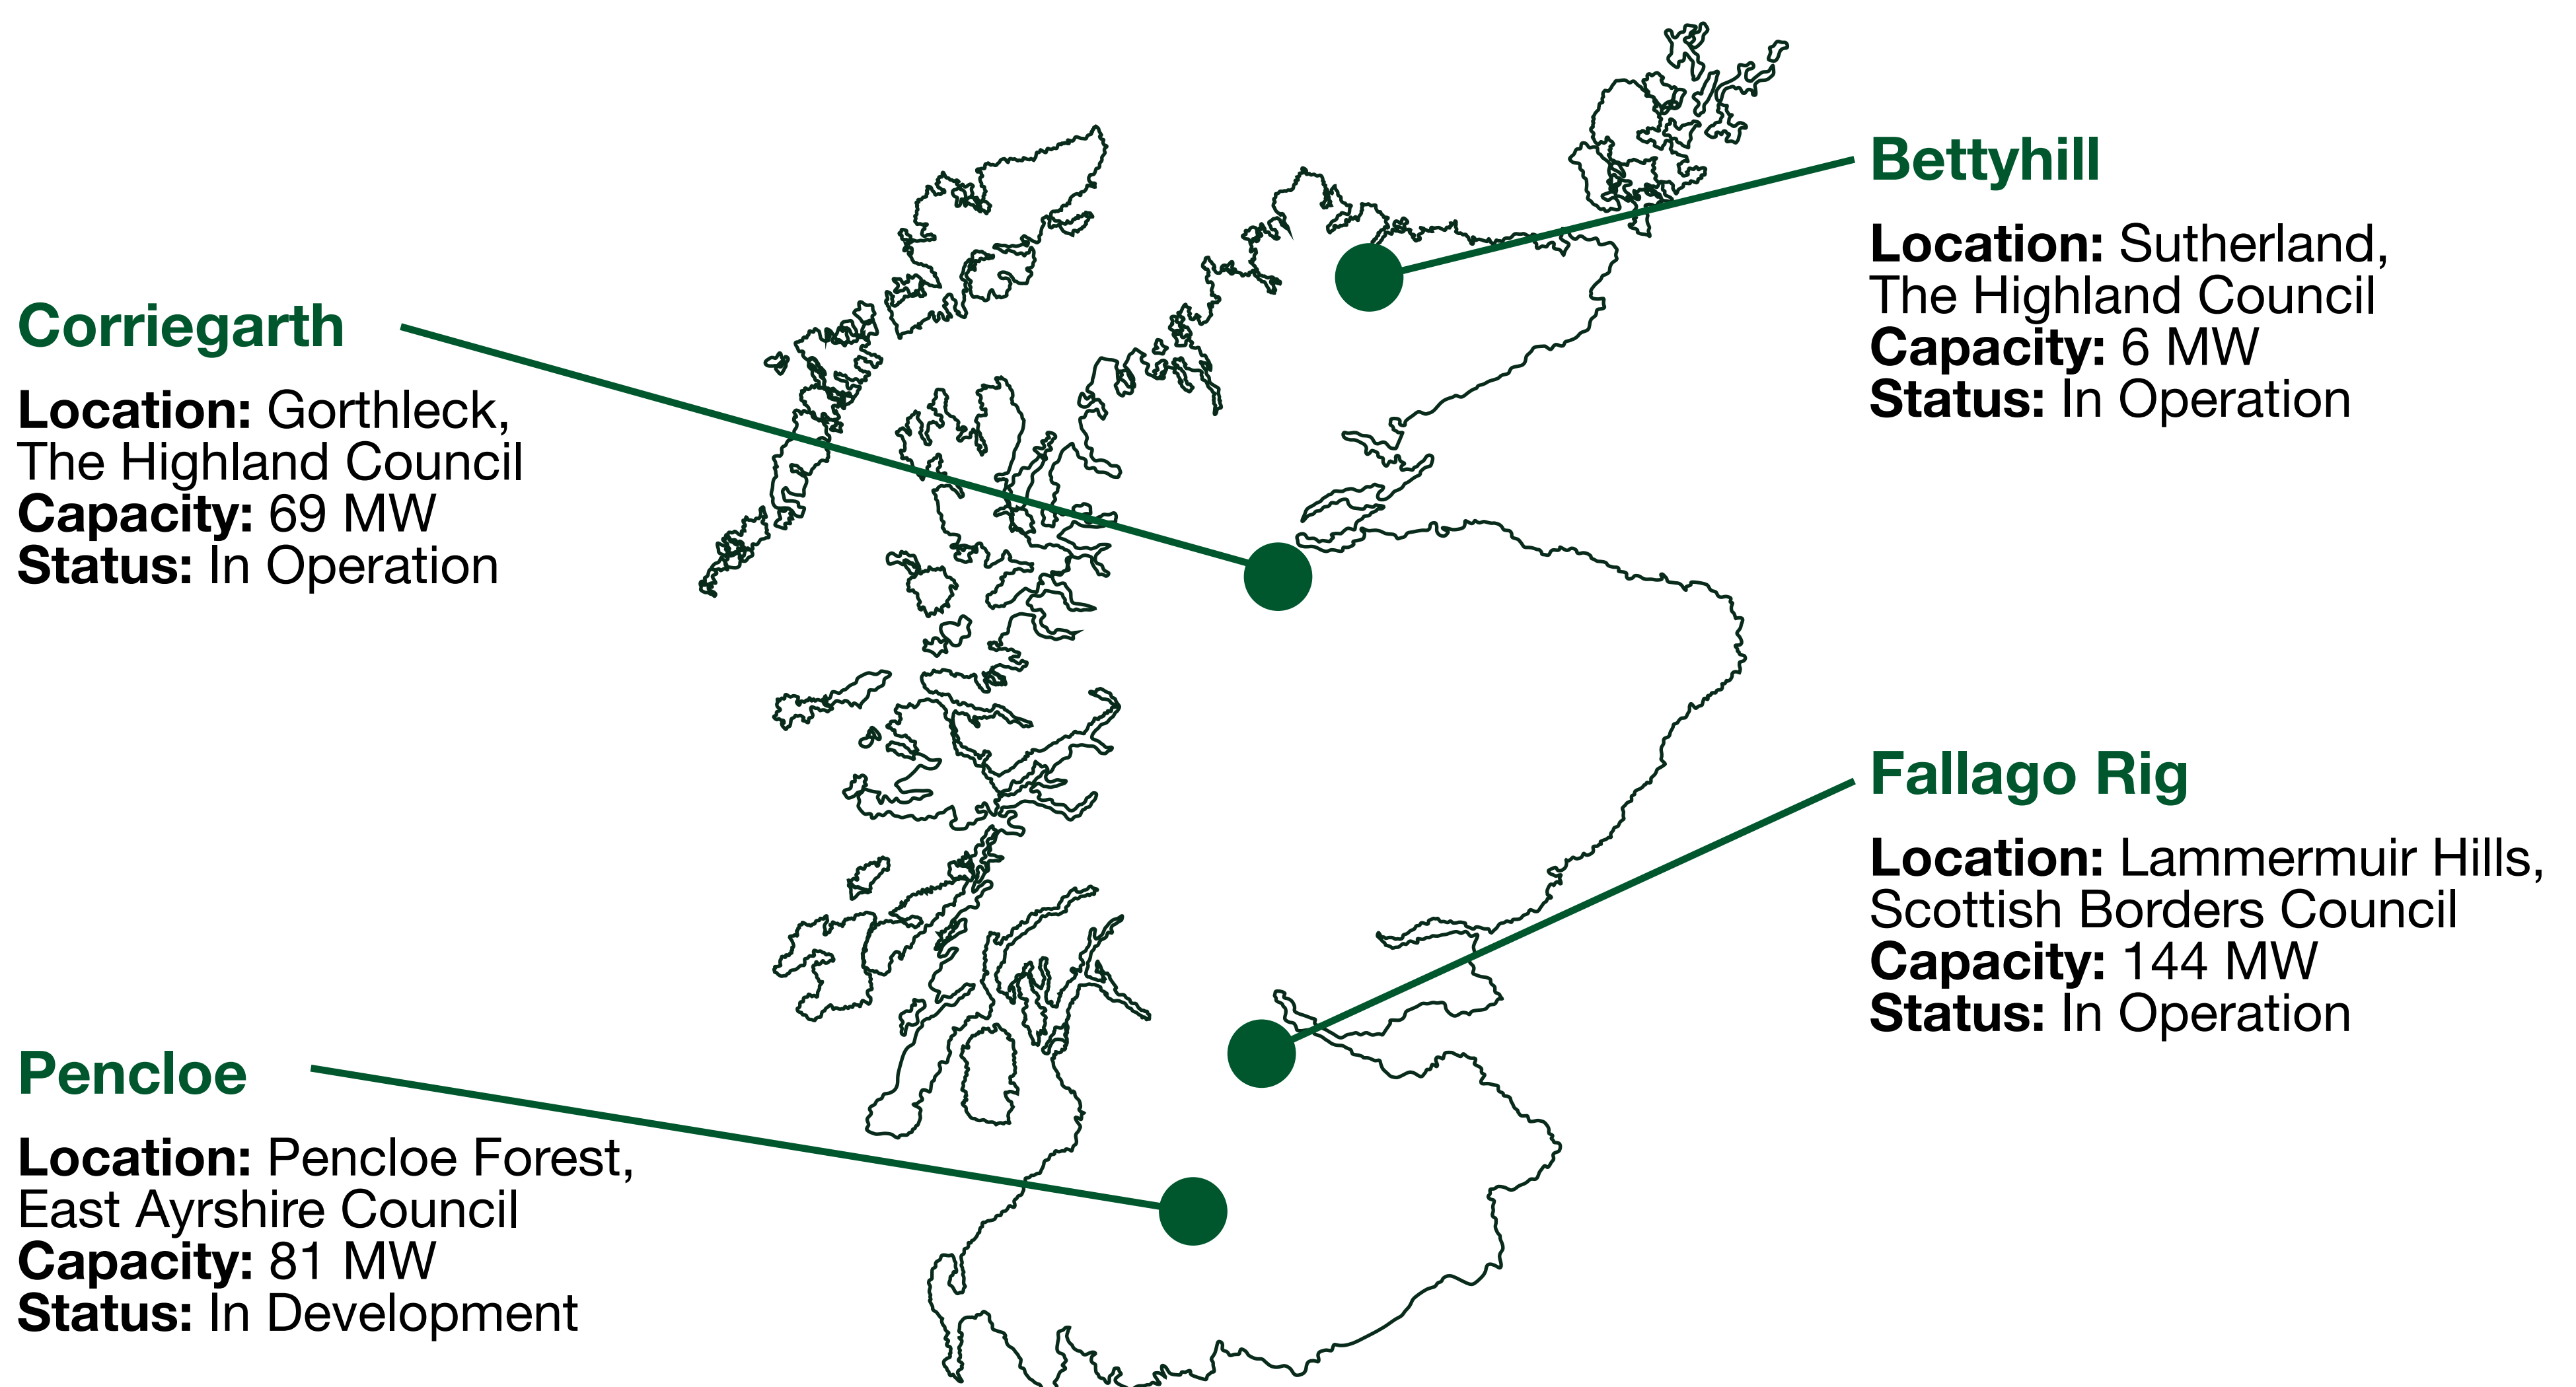 Corriegarth
Location: Gorthleck,
The Highland Council
Capacity: 69 MW
Status: In Operation
Bettyhill
Location: Sutherland,
The Highland Council
Capacity: 6 MW
Status: In Operation
Fallago Rig
Location: Lammermuir Hills,
Scottish Borders Council
Capacity: 144 MW
Status: In Operation
Pencloe
Location: Pencloe Forest,
East Ayrshire Council
Capacity: 81 MW
Status: In Development